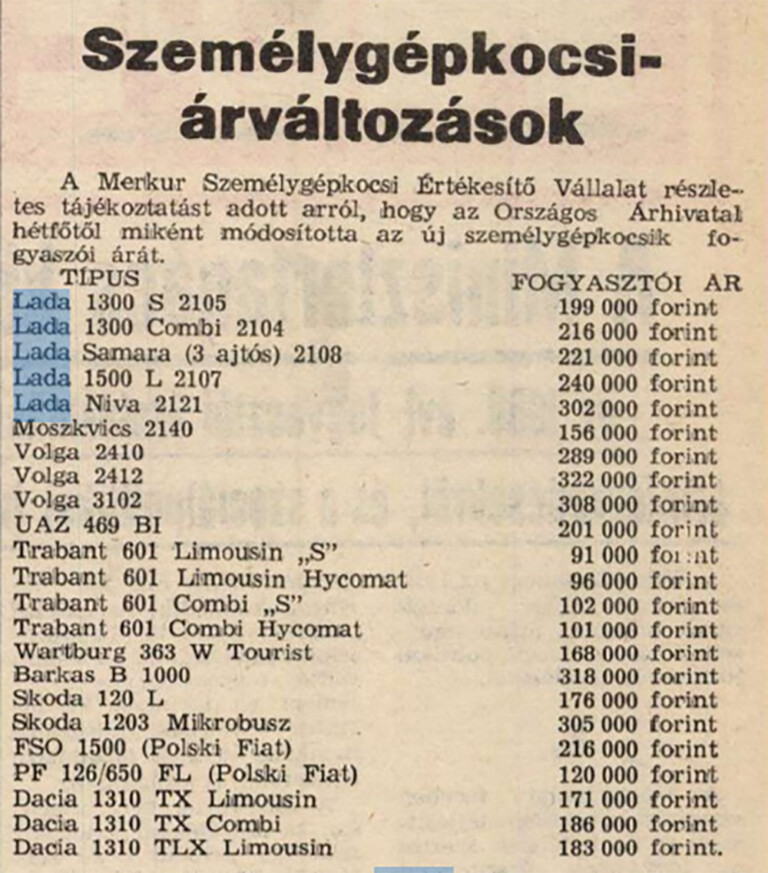 Személygépkocsi-
árváltozások
A Merkur Személygépkocsi Értékesítő Vállalat részle-
tes tájékoztatást adott arról, hogy az Országos Árhivatal
hétfőtől miként módosította az új személygépkocsik fo-
gyaszói árát.
TÍPUS FOGYASZTÓI AR
Lada 1300 S 2105 199 000 forint
Lada 1300 Combi 2104 216 000 forint
Lada Samara (3 ajtós) 2108 221 000 forint
Lada 1500 L 2107 240 000 forint
Lada Niva 2121 302 000 forint
Moszkvics 2140 156 000 forint
Volga 2410 289 000 forint
Volga 2412 322 000 forint
Volga 3102 308 000 forint
UAZ 469 BI 201 000 forint
Trabant 601 Limousin „S” 91 000 forint
Trabant 601 Limousin Hycomat 96 000 forint
Trabant 601 Combi „S” 102 000 forint
Trabant 601 Combi Hycomat 101 000 forint
Wartburg 363 W Tourist 168 000 forint
Barkas B 1000 318 000 forint
Skoda 120 L 176 000 forint
Skoda 1203 Mikrobusz 305 000 forint
FSO 1500 (Polski Fiat) 216 000 forint
PF 126/650 FL (Polski Fiat) 120 000 forint
Dacia 1310 TX Limousin 171 000 forint
Dacia 1310 TX Combi 186 000 forint
Dacia 1310 TLX Limousin 183 000 forint.